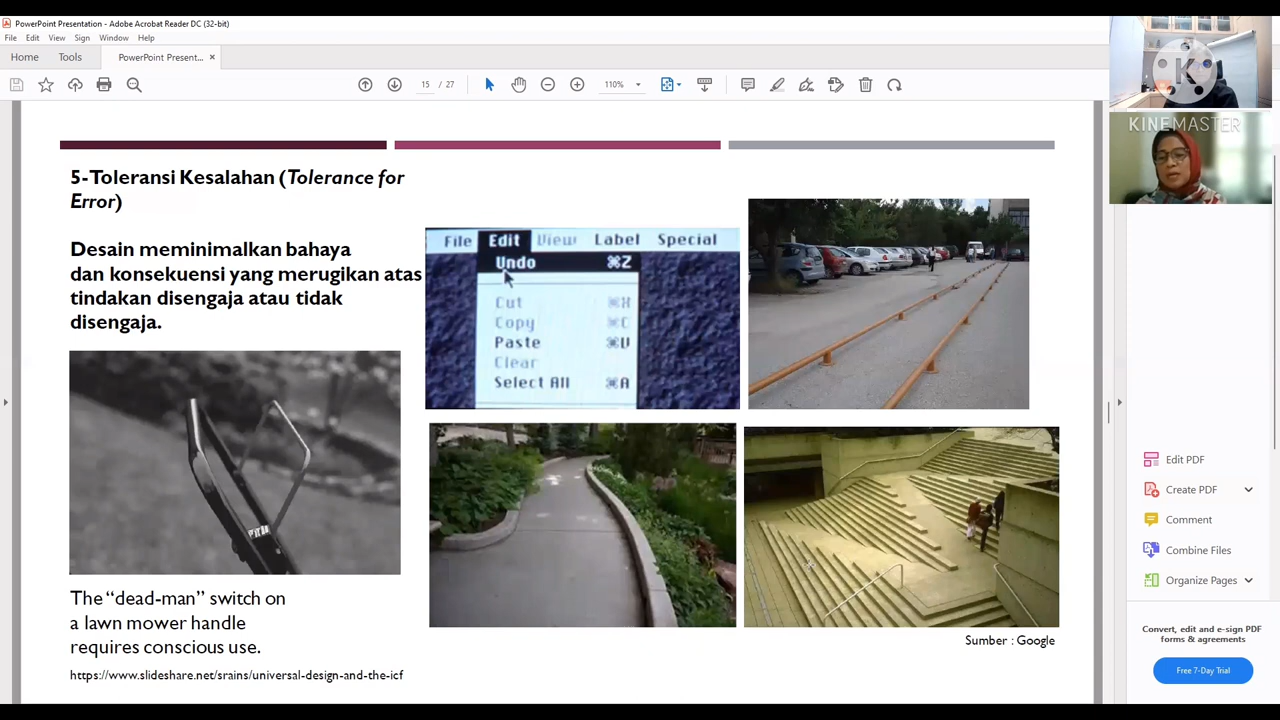 PowerPoint Presentation - Adobe Acrobat Reader DC (32-bit)
File Edit View Sign Window Help
Home Tools PowerPoint Present... ×
15 / 27 110%
5-Toleransi Kesalahan (Tolerance for
Error)
Desain meminimalkan bahaya
dan konsekuensi yang merugikan atas
tindakan disengaja atau tidak
disengaja.
File Edit View Label Special
Undo ⌘Z
Cut ⌘X
Copy ⌘C
Paste ⌘V
Clear
Select All ⌘A
The “dead-man” switch on
a lawn mower handle
requires conscious use.
https://www.slideshare.net/srains/universal-design-and-the-icf
Sumber : Google
K
KINEMASTER
Edit PDF
Create PDF
Comment
Combine Files
Organize Pages
Convert, edit and e-sign PDF
forms & agreements
Free 7-Day Trial